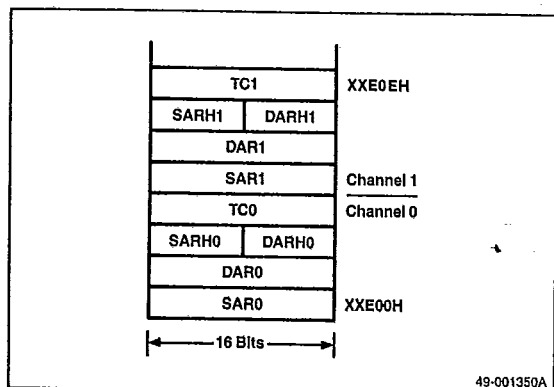 TC1 XXE0EH
SARH1 DARH1
DAR1
SAR1 Channel 1
TC0 Channel 0
SARH0 DARH0
DAR0
SAR0 XXE00H
16 Bits
49-001350A